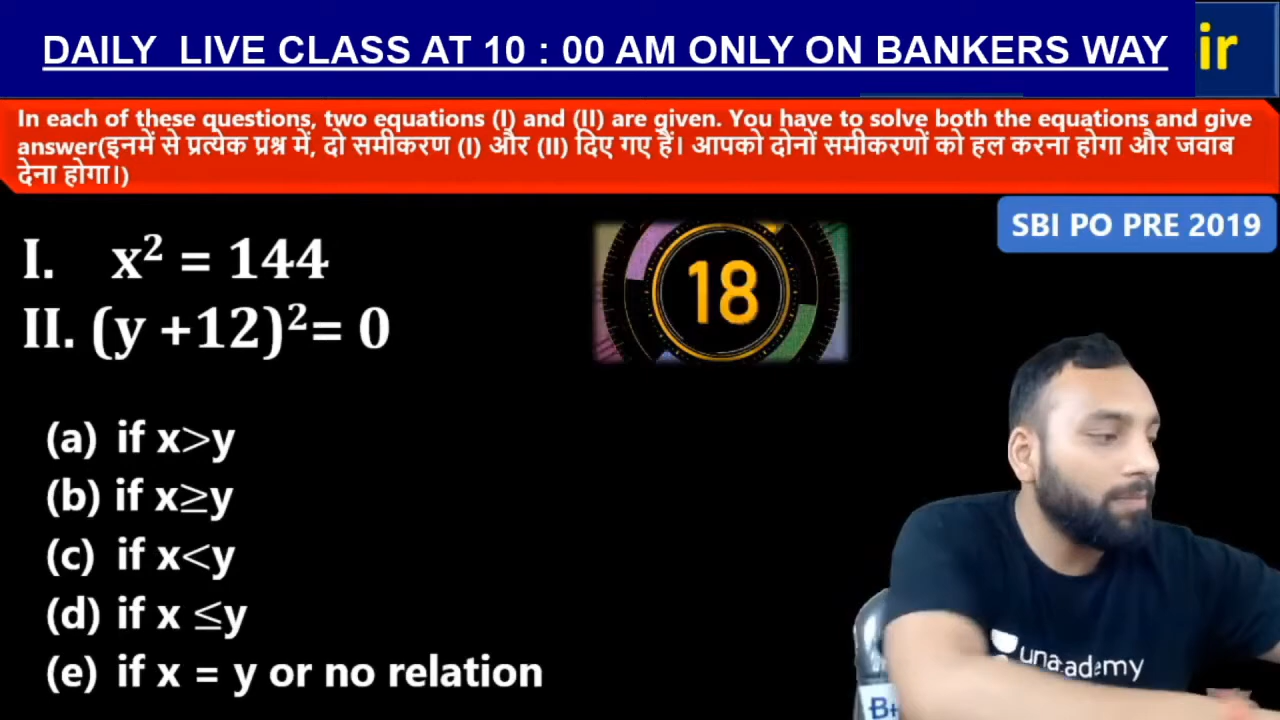 DAILY LIVE CLASS AT 10 : 00 AM ONLY ON BANKERS WAY
ir
In each of these questions, two equations (I) and (II) are given. You have to solve both the equations and give
answer(इनमें से प्रत्येक प्रश्न में, दो समीकरण (I) और (II) दिए गए हैं। आपको दोनों समीकरणों को हल करना होगा और जवाब
देना होगा।)
SBI PO PRE 2019
I. x² = 144
18
II. (y +12)²= 0
(a) if x>y
(b) if x≥y
(c) if x<y
(d) if x ≤y
(e) if x = y or no relation
unacademy
B+